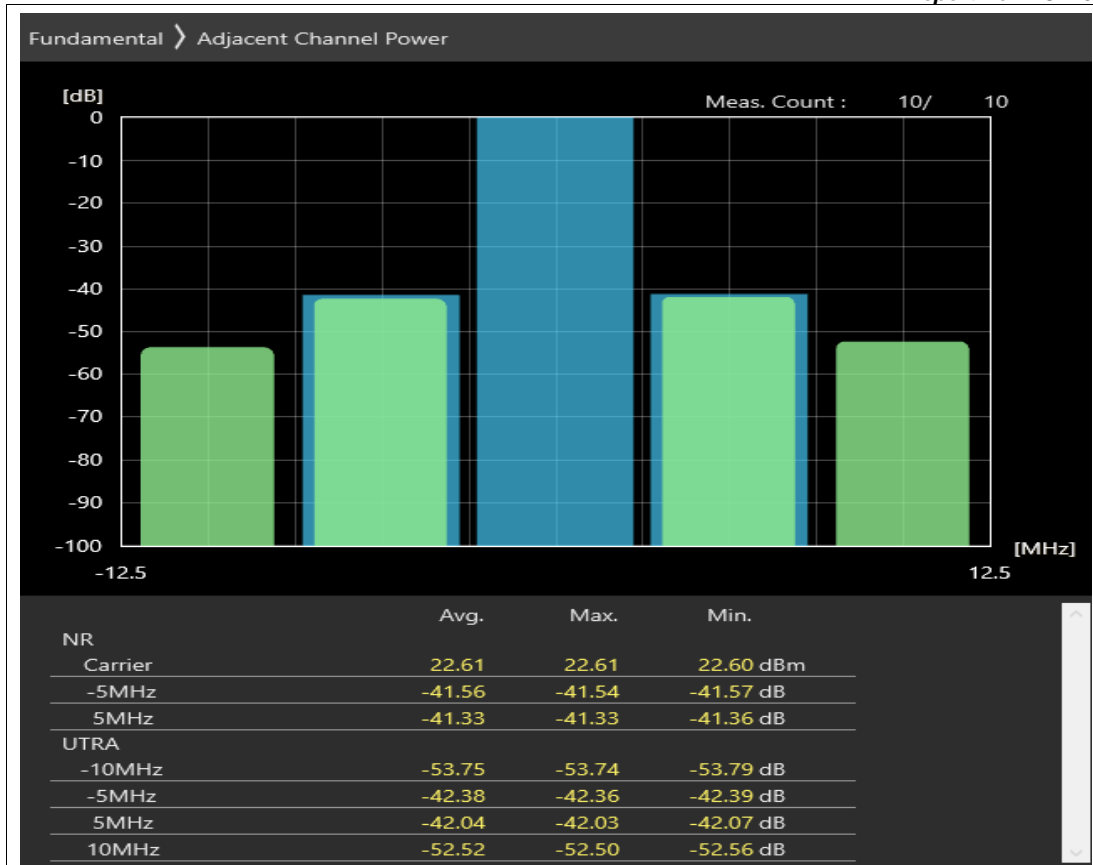 Fundamental ❯ Adjacent Channel Power
[dB]
Meas. Count : 10/ 10
0
-10
-20
-30
-40
-50
-60
-70
-80
-90
-100
[MHz]
-12.5 12.5
Avg. Max. Min.
NR
Carrier 22.61 22.61 22.60 dBm
-5MHz -41.56 -41.54 -41.57 dB
5MHz -41.33 -41.33 -41.36 dB
UTRA
-10MHz -53.75 -53.74 -53.79 dB
-5MHz -42.38 -42.36 -42.39 dB
5MHz -42.04 -42.03 -42.07 dB
10MHz -52.52 -52.50 -52.56 dB